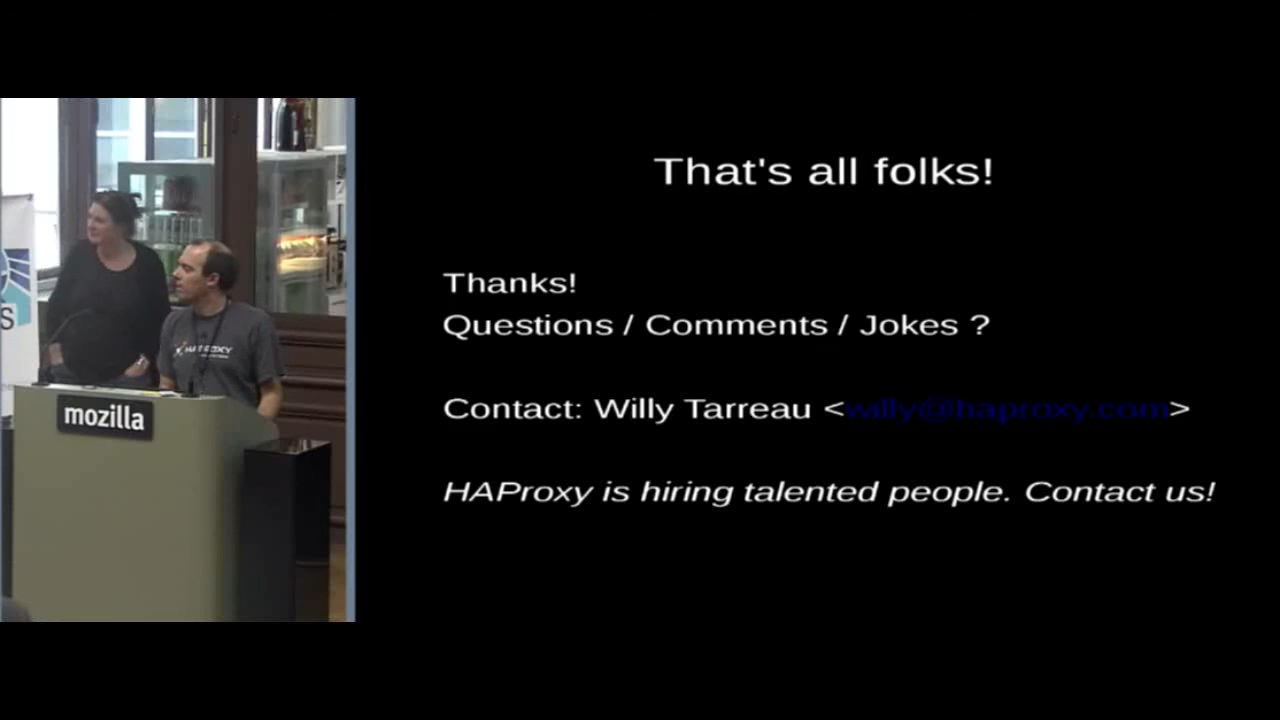 That's all folks!
Thanks!
Questions / Comments / Jokes ?
Contact: Willy Tarreau <willy@haproxy.com>
HAProxy is hiring talented people. Contact us!
HAPROXY
mozilla
S